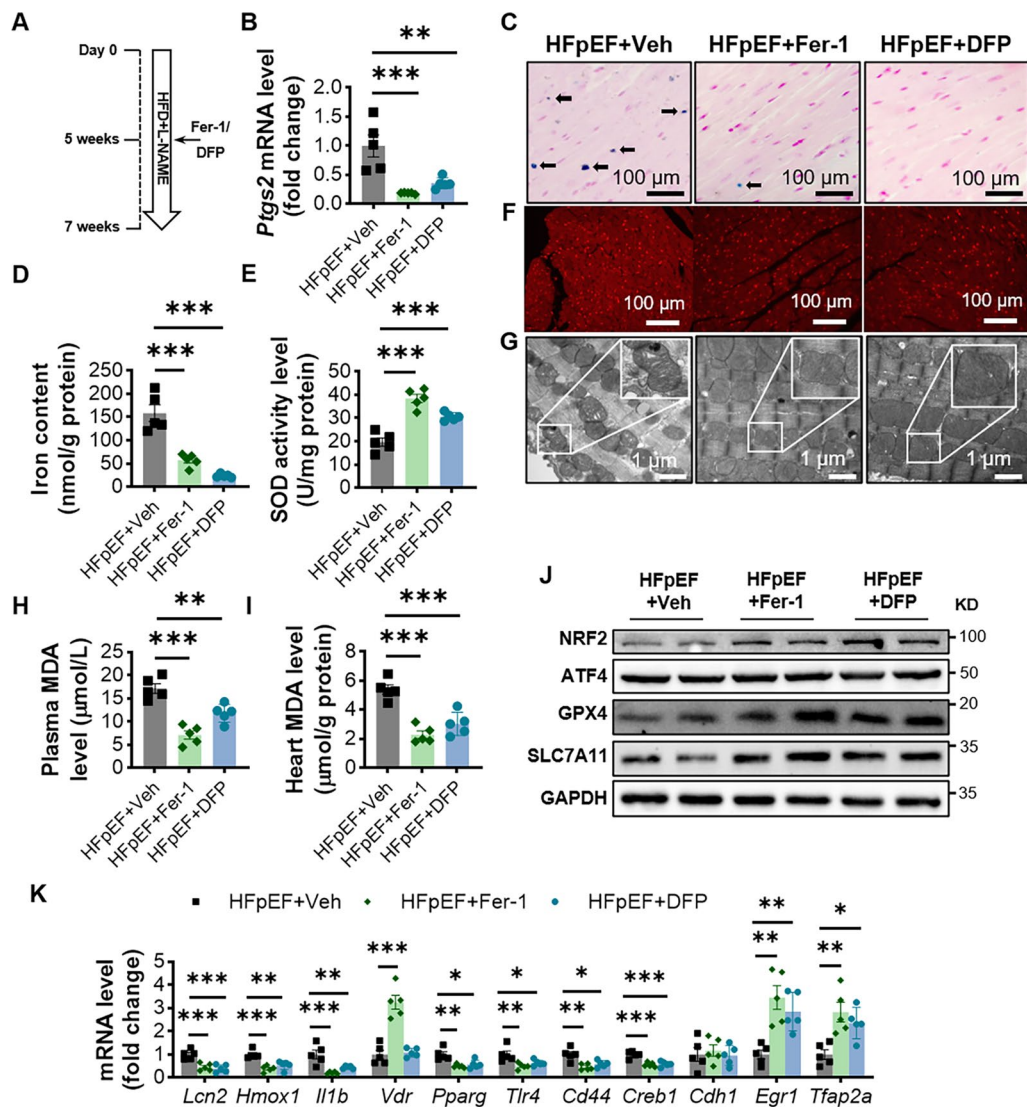 A
Day 0
5 weeks
7 weeks
HFD+L-NAME
Fer-1/
DFP
B
Ptgs2 mRNA level
(fold change)
2.0
1.5
1.0
0.5
0.0
**
***
HFpEF+Veh
HFpEF+Fer-1
HFpEF+DFP
C
HFpEF+Veh
HFpEF+Fer-1
HFpEF+DFP
100 μm
100 μm
100 μm
D
Iron content
(nmol/g protein)
250
200
150
100
50
0
***
***
HFpEF+Veh
HFpEF+Fer-1
HFpEF+DFP
E
SOD activity level
(U/mg protein)
50
40
30
20
10
0
***
***
HFpEF+Veh
HFpEF+Fer-1
HFpEF+DFP
F
100 μm
100 μm
100 μm
G
1 μm
1 μm
1 μm
H
Plasma MDA
level (μmol/L)
25
20
15
10
5
0
**
***
HFpEF+Veh
HFpEF+Fer-1
HFpEF+DFP
I
Heart MDA level
(μmol/g protein)
8
6
4
2
0
***
***
HFpEF+Veh
HFpEF+Fer-1
HFpEF+DFP
J
HFpEF
+Veh
HFpEF
+Fer-1
HFpEF
+DFP
KD
NRF2
100
ATF4
50
GPX4
20
SLC7A11
35
GAPDH
35
K
HFpEF+Veh
HFpEF+Fer-1
HFpEF+DFP
mRNA level
(fold change)
6
5
4
3
2
1
0
*** ** ** *** * * * *** ** *
*** *** *** ** ** ** *** ** **
Lcn2 Hmox1 Il1b Vdr Pparg Tlr4 Cd44 Creb1 Cdh1 Egr1 Tfap2a